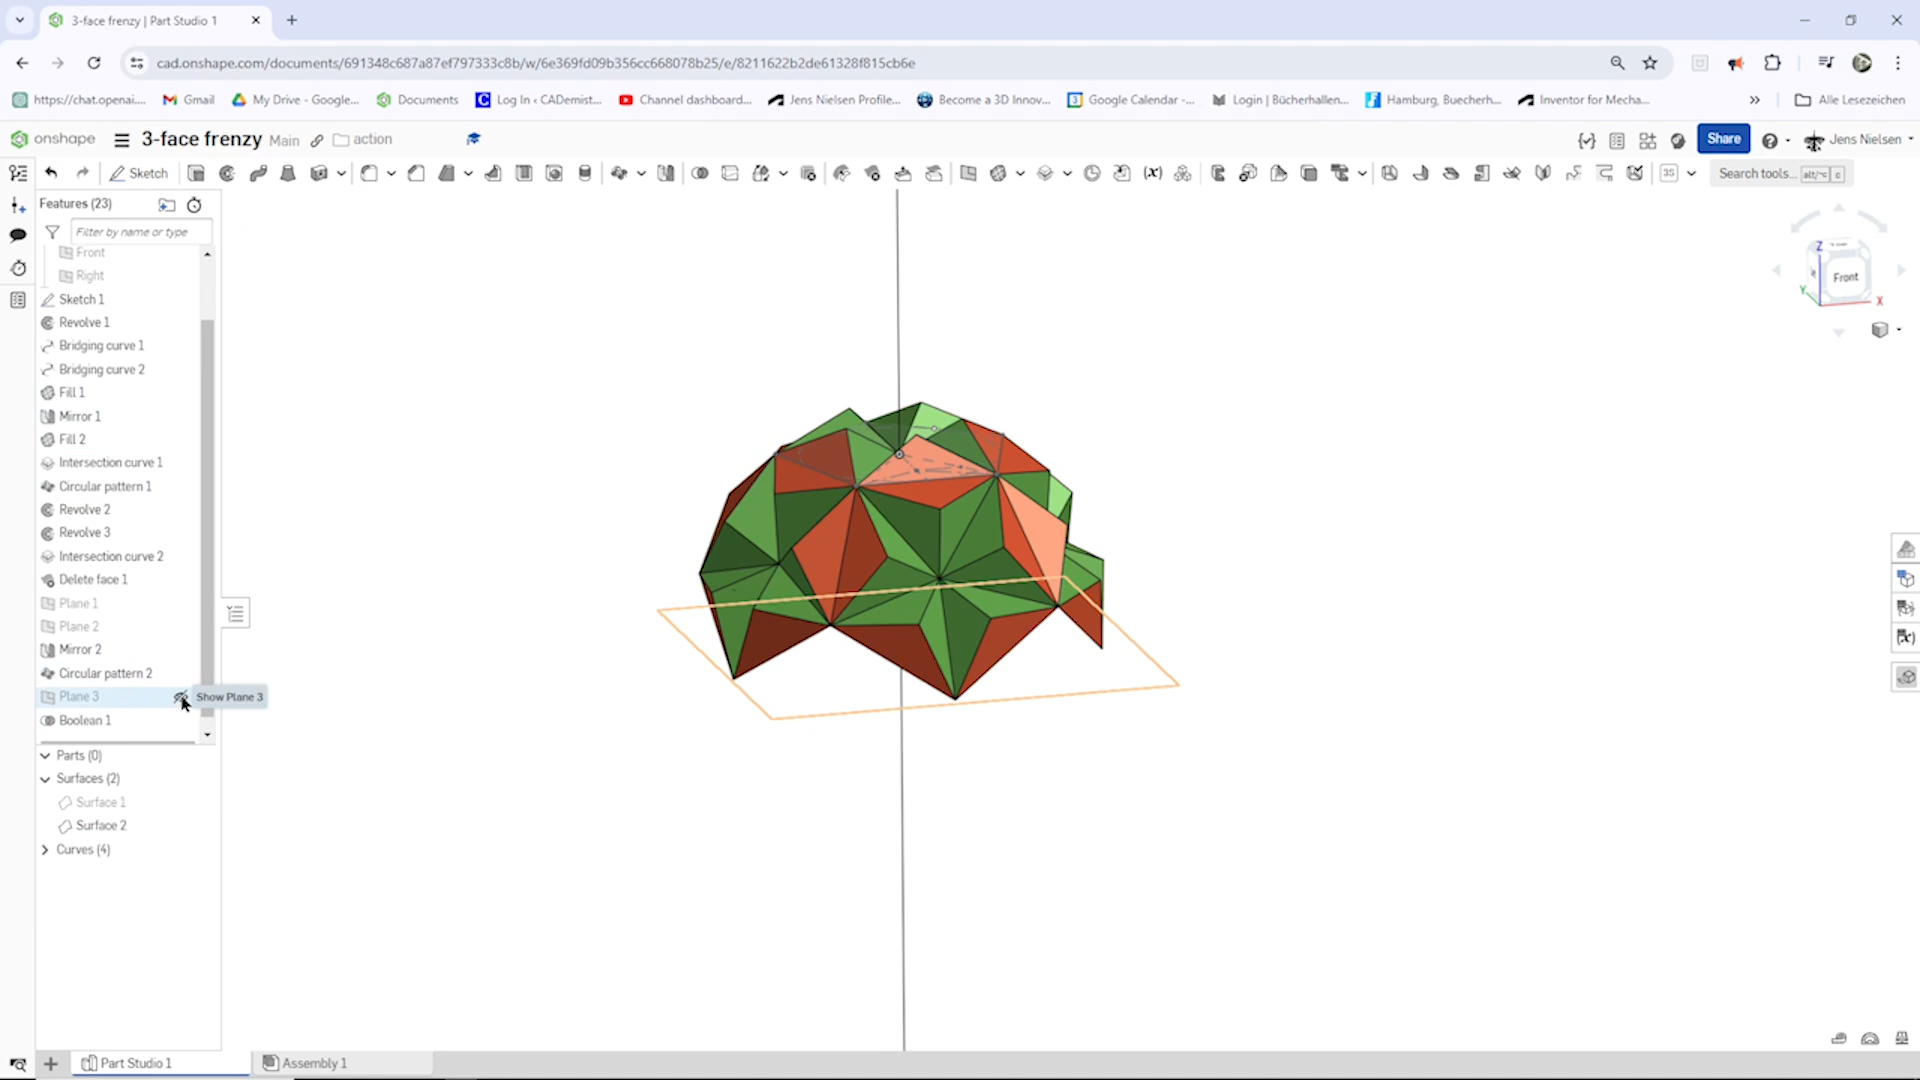 3-face frenzy | Part Studio 1
cad.onshape.com/documents/691348c687a87ef797333c8b/w/6e369fd09b356cc668078b25/e/8211622b2de61328f815cb6e
https://chat.openai....
Gmail
My Drive - Google...
Documents
Log In ‹ CADemist...
Channel dashboard...
Jens Nielsen Profile...
Become a 3D Innov...
Google Calendar -...
Login | Bücherhallen...
Hamburg, Buecherh...
Inventor for Mecha...
Alle Lesezeichen
onshape
3-face frenzy
Main
action
Share
Jens Nielsen
Sketch
Search tools...
alt/⌥
c
Features (23)
Filter by name or type
Front
Right
Sketch 1
Revolve 1
Bridging curve 1
Bridging curve 2
Fill 1
Mirror 1
Fill 2
Intersection curve 1
Circular pattern 1
Revolve 2
Revolve 3
Intersection curve 2
Delete face 1
Plane 1
Plane 2
Mirror 2
Circular pattern 2
Plane 3
Show Plane 3
Boolean 1
Parts (0)
Surfaces (2)
Surface 1
Surface 2
Curves (4)
Z
Front
Y
X
Part Studio 1
Assembly 1